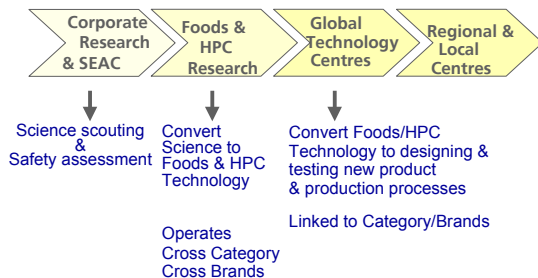 Corporate
Research
& SEAC
Foods &
HPC
Research
Global
Technology
Centres
Regional &
Local
Centres
Science scouting
&
Safety assessment
Convert
Science to
Foods & HPC
Technology
Operates
Cross Category
Cross Brands
Convert Foods/HPC
Technology to designing &
testing new product
& production processes
Linked to Category/Brands